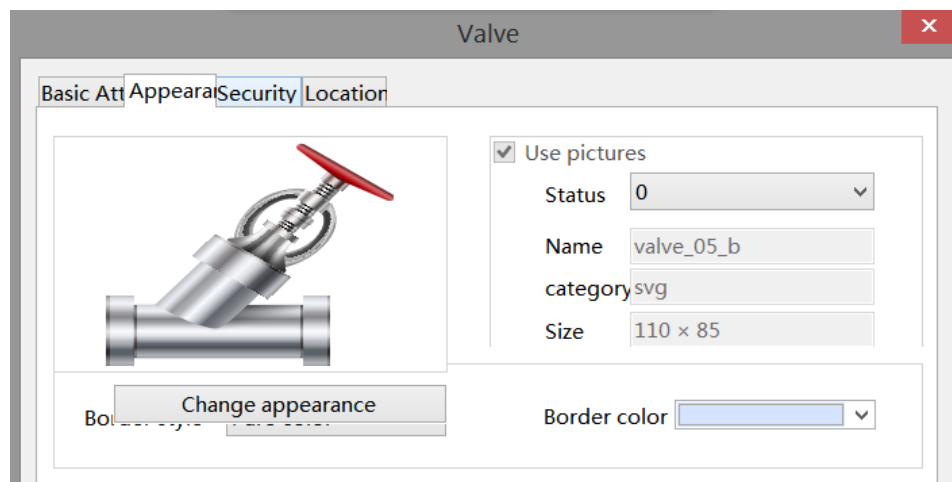 Valve
Basic Att Appearan Security Location
Use pictures
Status 0
Name valve_05_b
category svg
Size 110 × 85
Change appearance
Border color